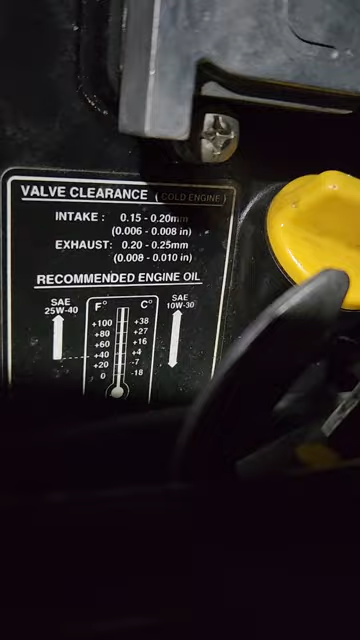 VALVE CLEARANCE ( COLD ENGINE )
INTAKE : 0.15 - 0.20mm
(0.006 - 0.008 in)
EXHAUST: 0.20 - 0.25mm
(0.008 - 0.010 in)
RECOMMENDED ENGINE OIL
SAE 25W-40
F° C°
SAE 10W-30
+100 +38
+80 +27
+60 +16
+40 +4
+20 -7
0 -18